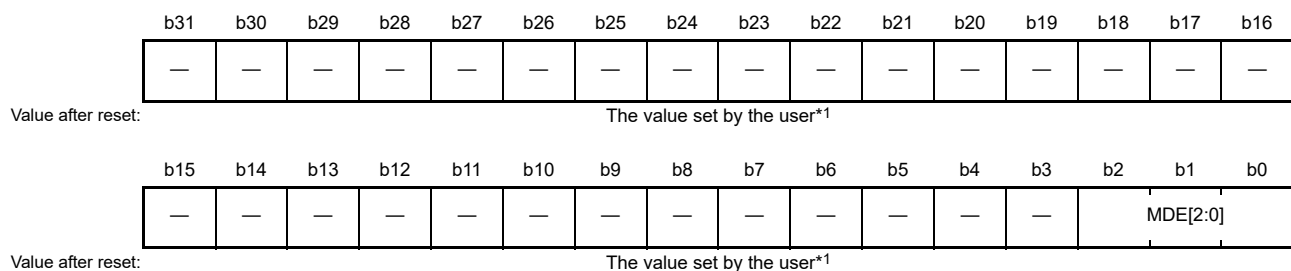 b31 b30 b29 b28 b27 b26 b25 b24 b23 b22 b21 b20 b19 b18 b17 b16
— — — — — — — — — — — — — — — —
Value after reset: The value set by the user*1
b15 b14 b13 b12 b11 b10 b9 b8 b7 b6 b5 b4 b3 b2 b1 b0
— — — — — — — — — — — — — MDE[2:0]
Value after reset: The value set by the user*1